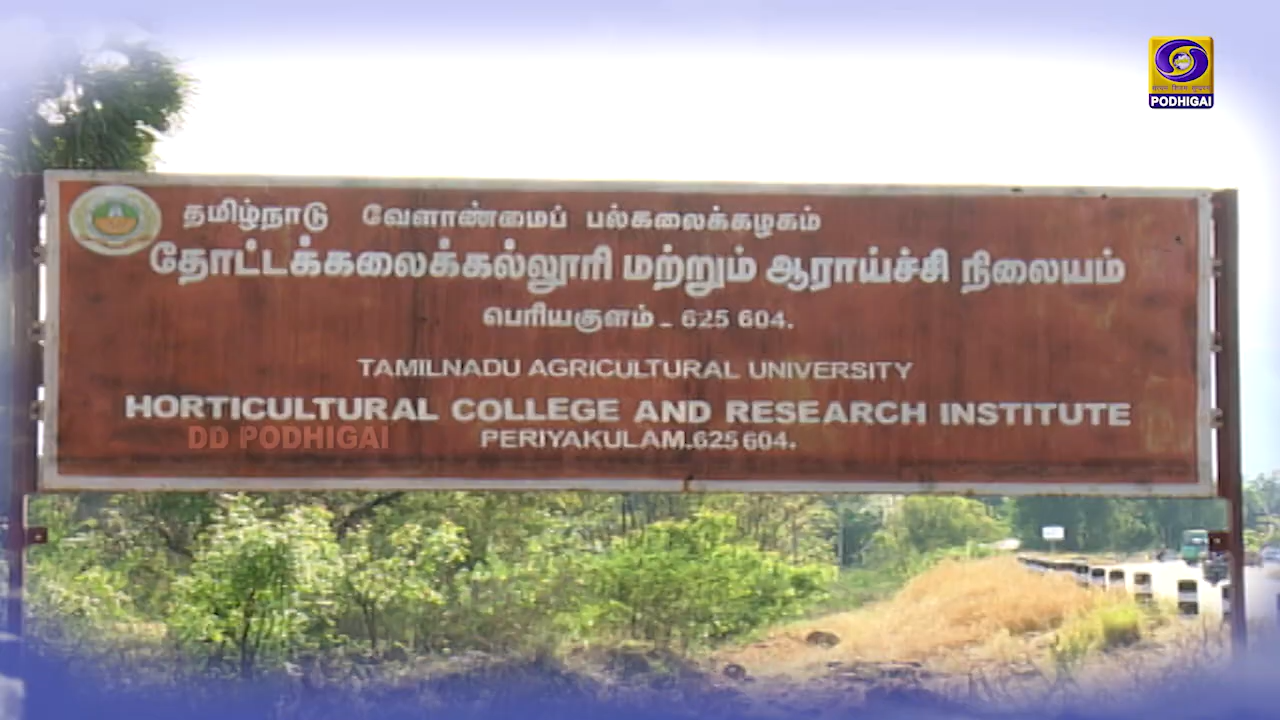 PODHIGAI
தமிழ்நாடு வேளாண்மைப் பல்கலைக்கழகம்
தோட்டக்கலைக்கல்லூரி மற்றும் ஆராய்ச்சி நிலையம்
பெரியகுளம் - 625 604.
TAMILNADU AGRICULTURAL UNIVERSITY
HORTICULTURAL COLLEGE AND RESEARCH INSTITUTE
DD PODHIGAI
PERIYAKULAM.625 604.